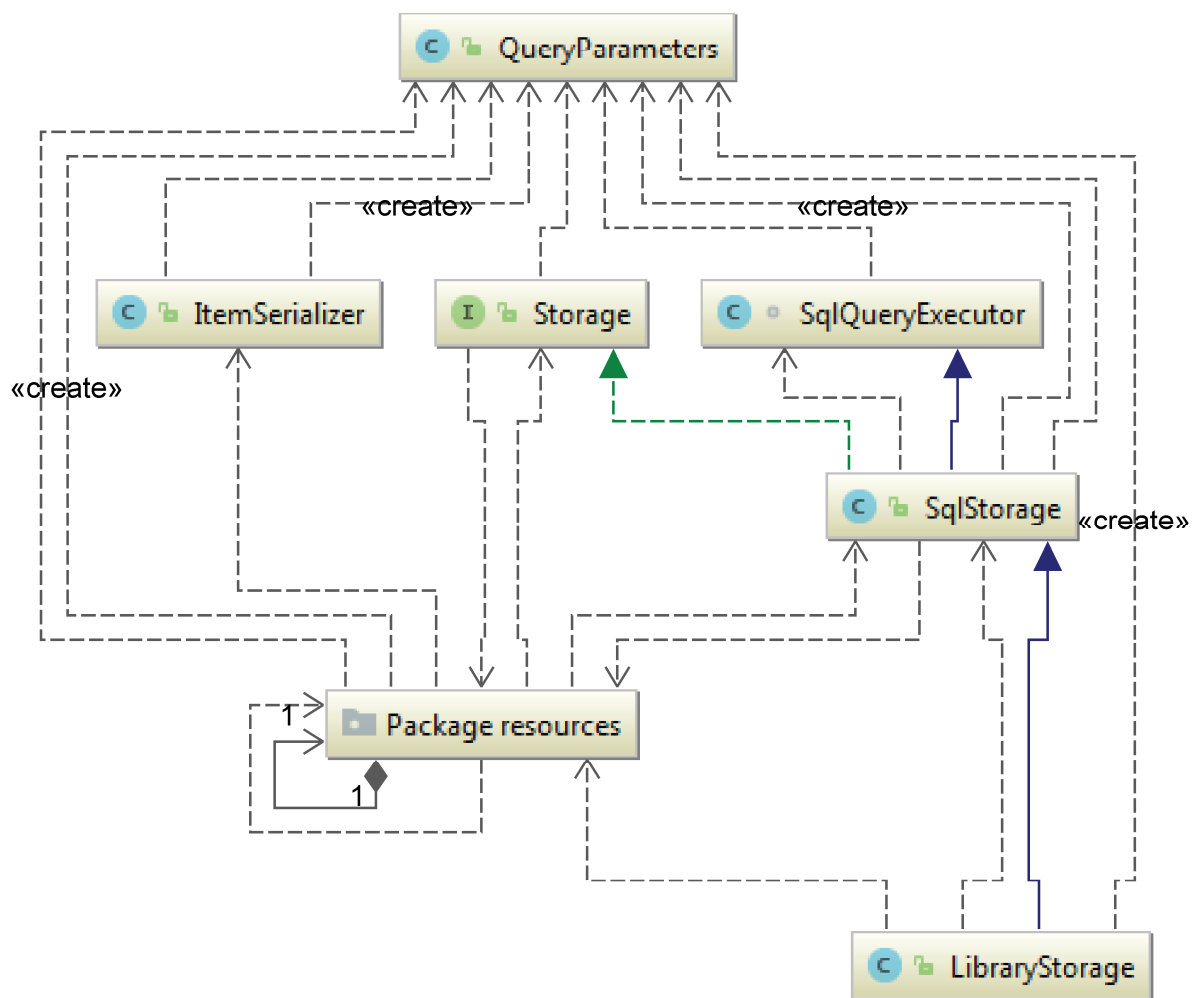 C QueryParameters
«create» «create»
C ItemSerializer
I Storage
C SqlQueryExecutor
«create»
C SqlStorage
«create»
1
Package resources
1
C LibraryStorage